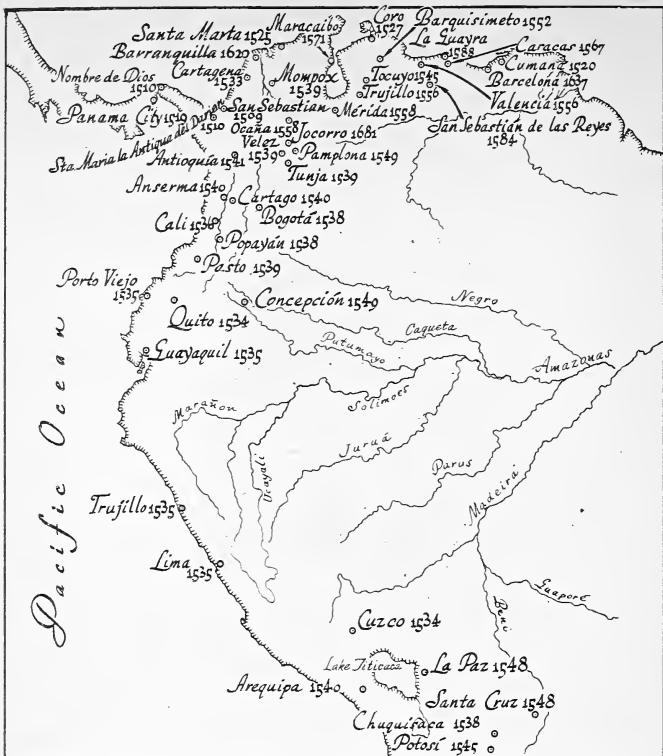 Santa Marta 1525
Barranquilla 1629
Cartagena
1533
Maracaibo
1571
Coro
1527
Barquisimeto 1552
La Guayra
1588
Caracas 1567
Cumaná 1520
Barcelona 1637
Valencia 1556
Nombre de Dios
1510
Mompox
1539
Tocuyo 1545
Trujillo 1556
Panama City 1519
San Sebastián
1509
Mérida 1558
San Sebastián de las Reyes
1584
Sta. Maria la Antigua del Darien
1510
Ocaña 1558
Jocorro 1681
Velez
1539
Pamplona 1549
Antioquía
1541
Tunja 1539
Anserma 1540
Cartago 1540
Bogotá 1538
Cali 1536
Popayán 1538
Pasto 1539
Porto Viejo
1535
Quito 1534
Concepción 1549
Negro
Caqueta
Putumayo
Guayaquil 1535
Amazonas
Pacific Ocean
Marañon
Solimoes
Ucayali
Juruá
Parus
Madeira
Trujillo 1535
Lima
1535
Guaporé
Beni
Cuzco 1534
Lake Titicaca
La Paz 1548
Arequipa 1540
Santa Cruz 1548
Chuquisaca 1538
Potosí 1545